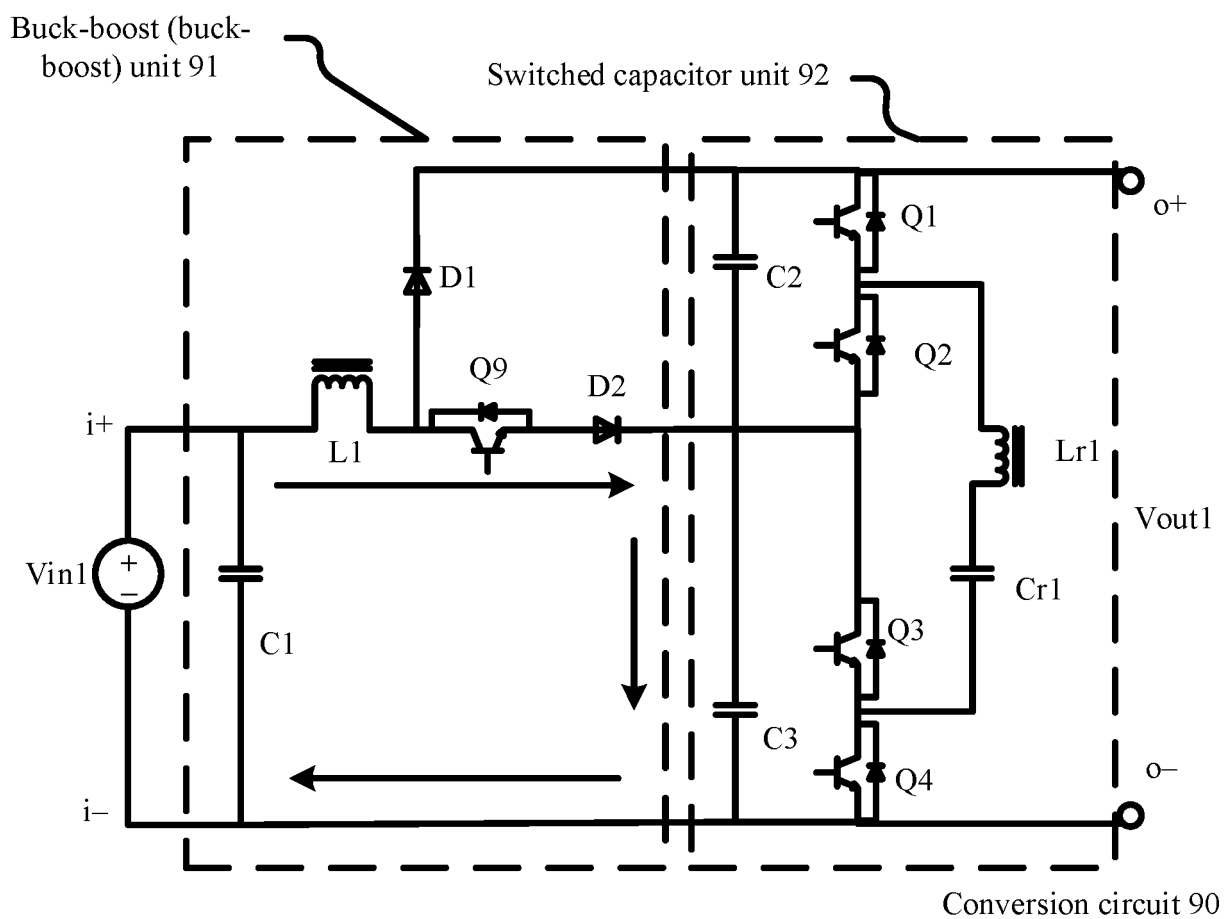 Buck-boost (buck-
boost) unit 91
Switched capacitor unit 92
o+
Q1
D1
C2
Q2
Q9
D2
i+
L1
Lr1
Vout1
Vin1
+
−
Cr1
C1
Q3
C3
Q4
o−
i−
Conversion circuit 90